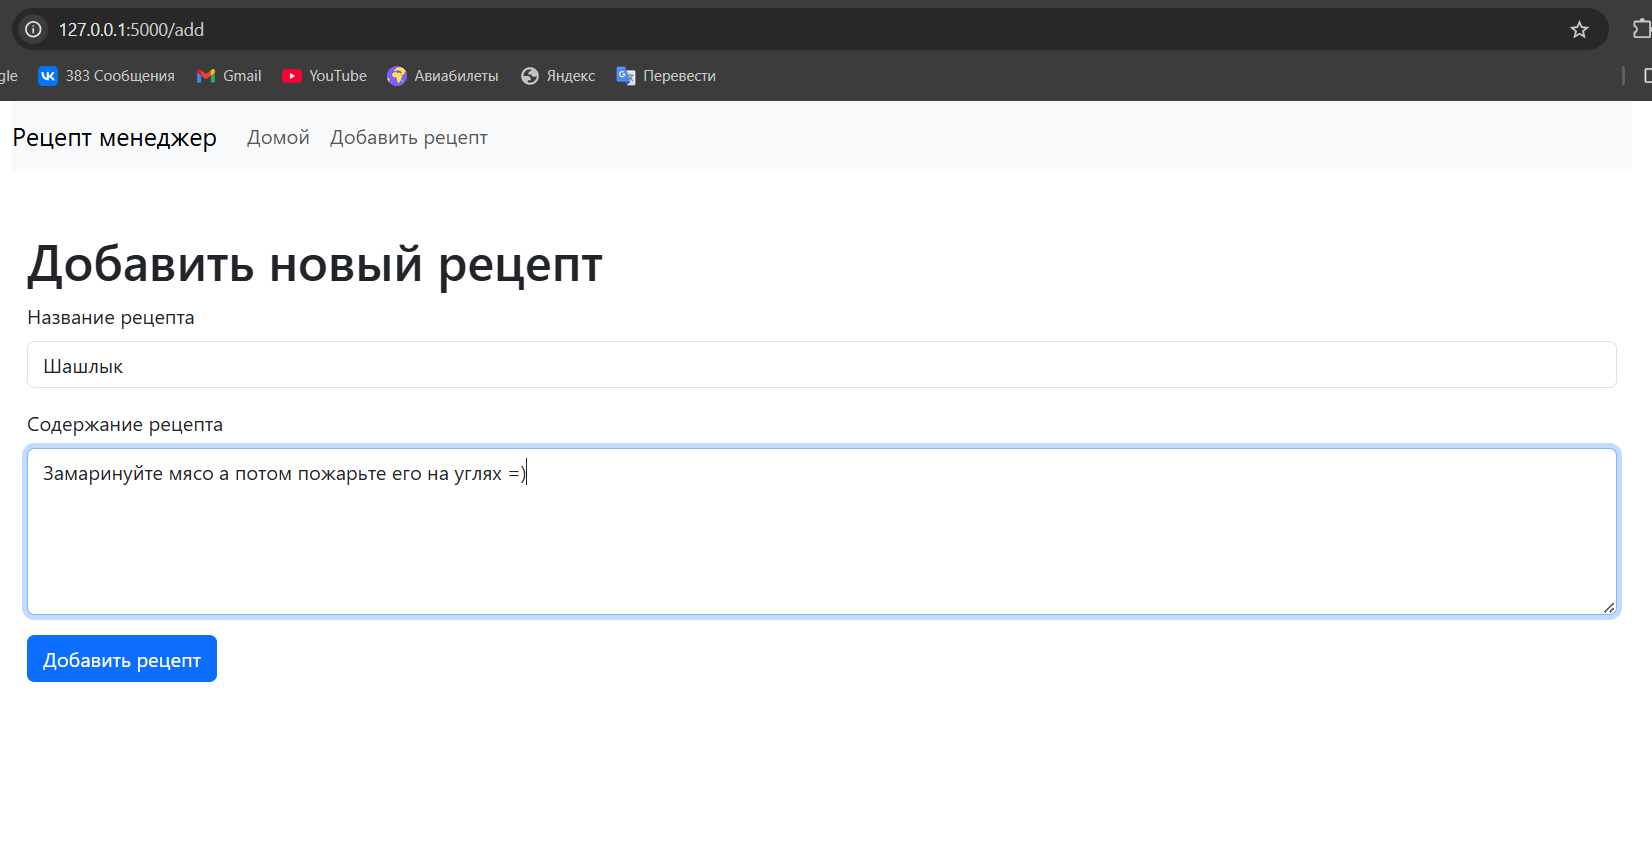 127.0.0.1:5000/add
gle 383 Сообщения Gmail YouTube Авиабилеты Яндекс Перевести
Рецепт менеджер Домой Добавить рецепт
Добавить новый рецепт
Название рецепта
Шашлык
Содержание рецепта
Замаринуйте мясо а потом пожарьте его на углях =)
Добавить рецепт